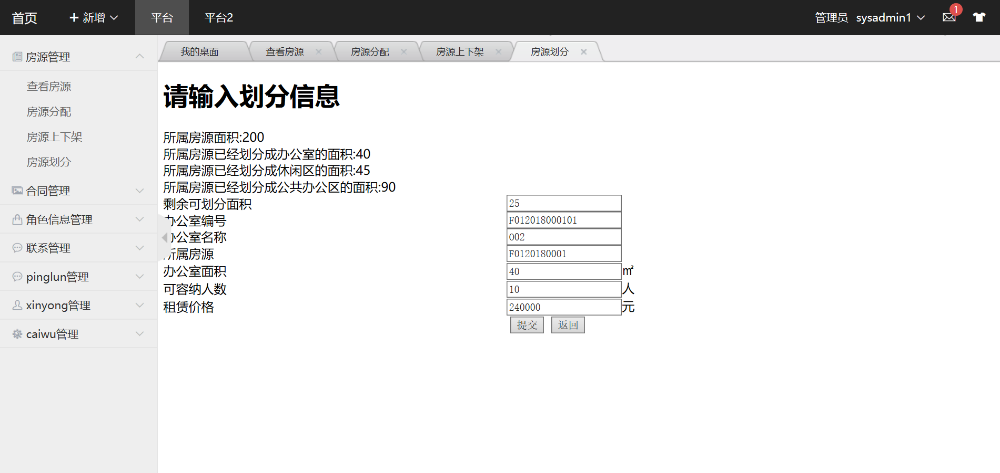 首页 新增 平台 平台2 管理员 sysadmin1 1
我的桌面 查看房源 房源分配 房源上下架 房源划分
房源管理
查看房源
房源分配
房源上下架
房源划分
合同管理
角色信息管理
联系管理
pinglun管理
xinyong管理
caiwu管理
请输入划分信息
所属房源面积:200
所属房源已经划分成办公室的面积:40
所属房源已经划分成休闲区的面积:45
所属房源已经划分成公共办公区的面积:90
剩余可划分面积 25
办公室编号 F012018000101
办公室名称 002
所属房源 F0120180001
办公室面积 40 ㎡
可容纳人数 10 人
租赁价格 240000 元
提交 返回